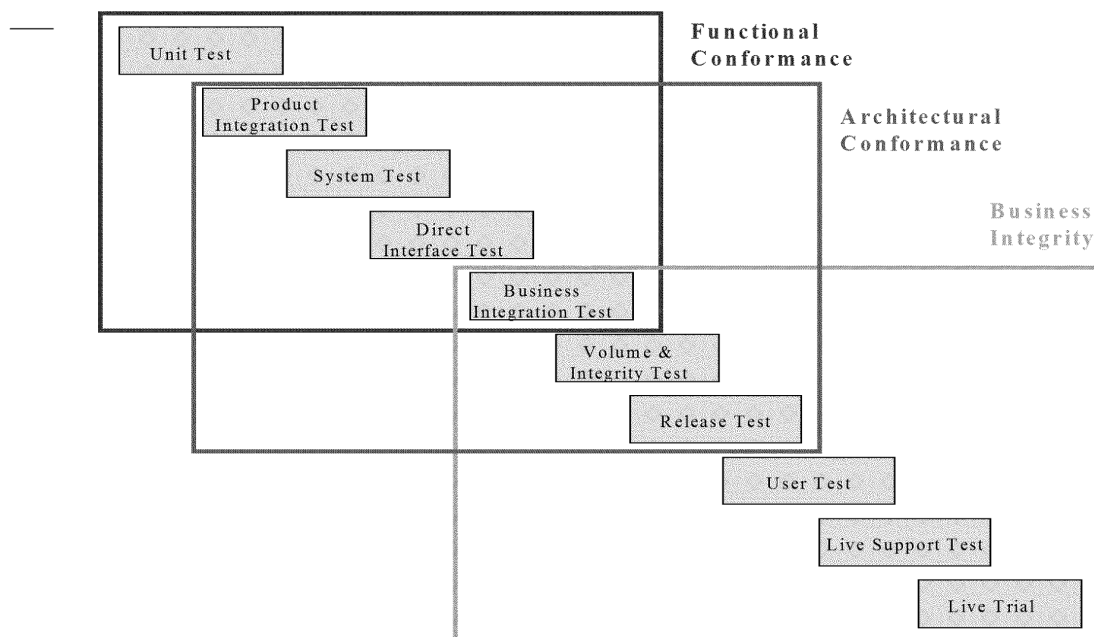 Functional
Conformance
Unit Test
Product
Integration Test
Architectural
Conformance
System Test
Direct
Interface Test
Business
Integrity
Business
Integration Test
Volume &
Integrity Test
Release Test
User Test
Live Support Test
Live Trial